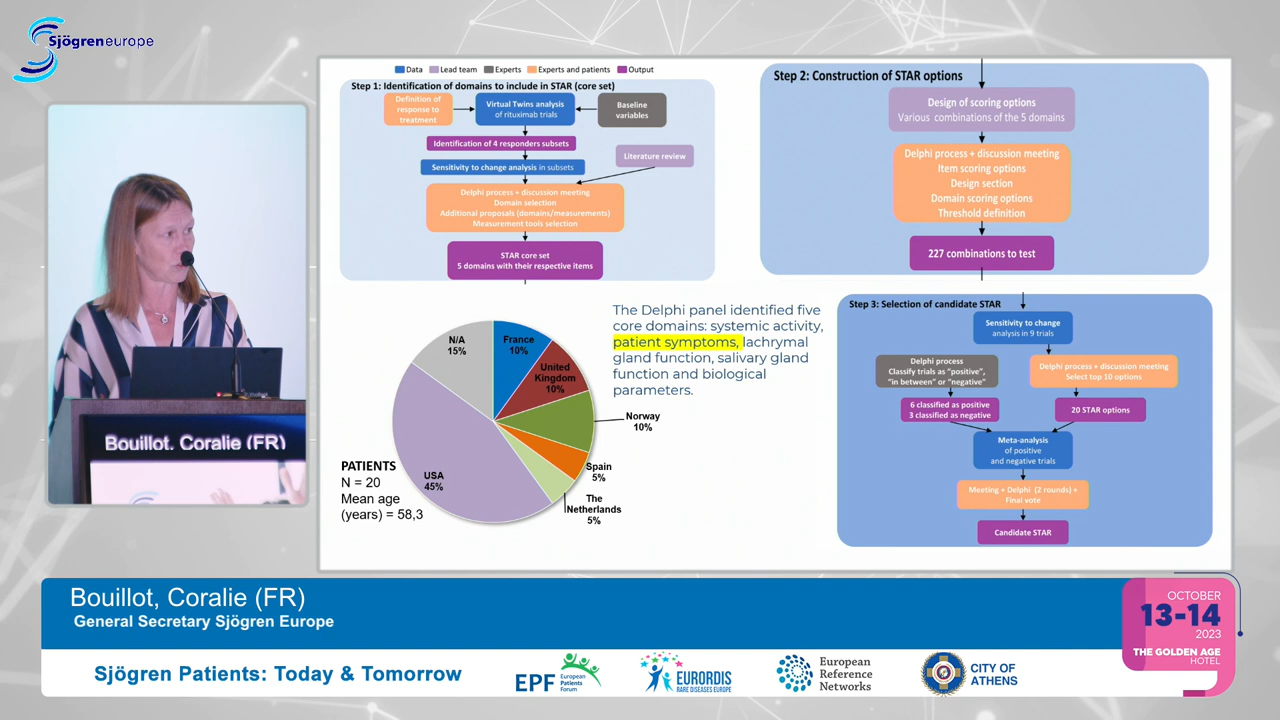 Sjögreneurope
Data
Lead team
Experts
Experts and patients
Output
Step 1: Identification of domains to include in STAR (core set)
Definition of
response to
treatment
Virtual Twins analysis
of rituximab trials
Baseline
variables
Identification of 4 responders subsets
Literature review
Sensitivity to change analysis in subsets
Delphi process + discussion meeting
Domain selection
Additional proposals (domains/measurements)
Measurement tools selection
STAR core set
5 domains with their respective items
Step 2: Construction of STAR options
Design of scoring options
Various combinations of the 5 domains
Delphi process + discussion meeting
Item scoring options
Design section
Domain scoring options
Threshold definition
227 combinations to test
The Delphi panel identified five
core domains: systemic activity,
patient symptoms, lachrymal
gland function, salivary gland
function and biological
parameters.
N/A
15%
France
10%
United
Kingdom
10%
Norway
10%
Spain
5%
The
Netherlands
5%
USA
45%
PATIENTS
N = 20
Mean age
(years) = 58,3
Step 3: Selection of candidate STAR
Sensitivity to change
analysis in 9 trials
Delphi process
Classify trials as "positive",
"in between" or "negative"
Delphi process + discussion meeting
Select top 10 options
6 classified as positive
3 classified as negative
20 STAR options
Meta-analysis
of positive
and negative trials
Meeting + Delphi (2 rounds) +
Final vote
Candidate STAR
Bouillot, Coralie (FR)
Bouillot, Coralie (FR)
General Secretary Sjögren Europe
OCTOBER
13-14
2023
THE GOLDEN AGE
HOTEL
Sjögren Patients: Today & Tomorrow
EPF
European
Patients
Forum
EURORDIS
RARE DISEASES EUROPE
European
Reference
Networks
CITY OF
ATHENS